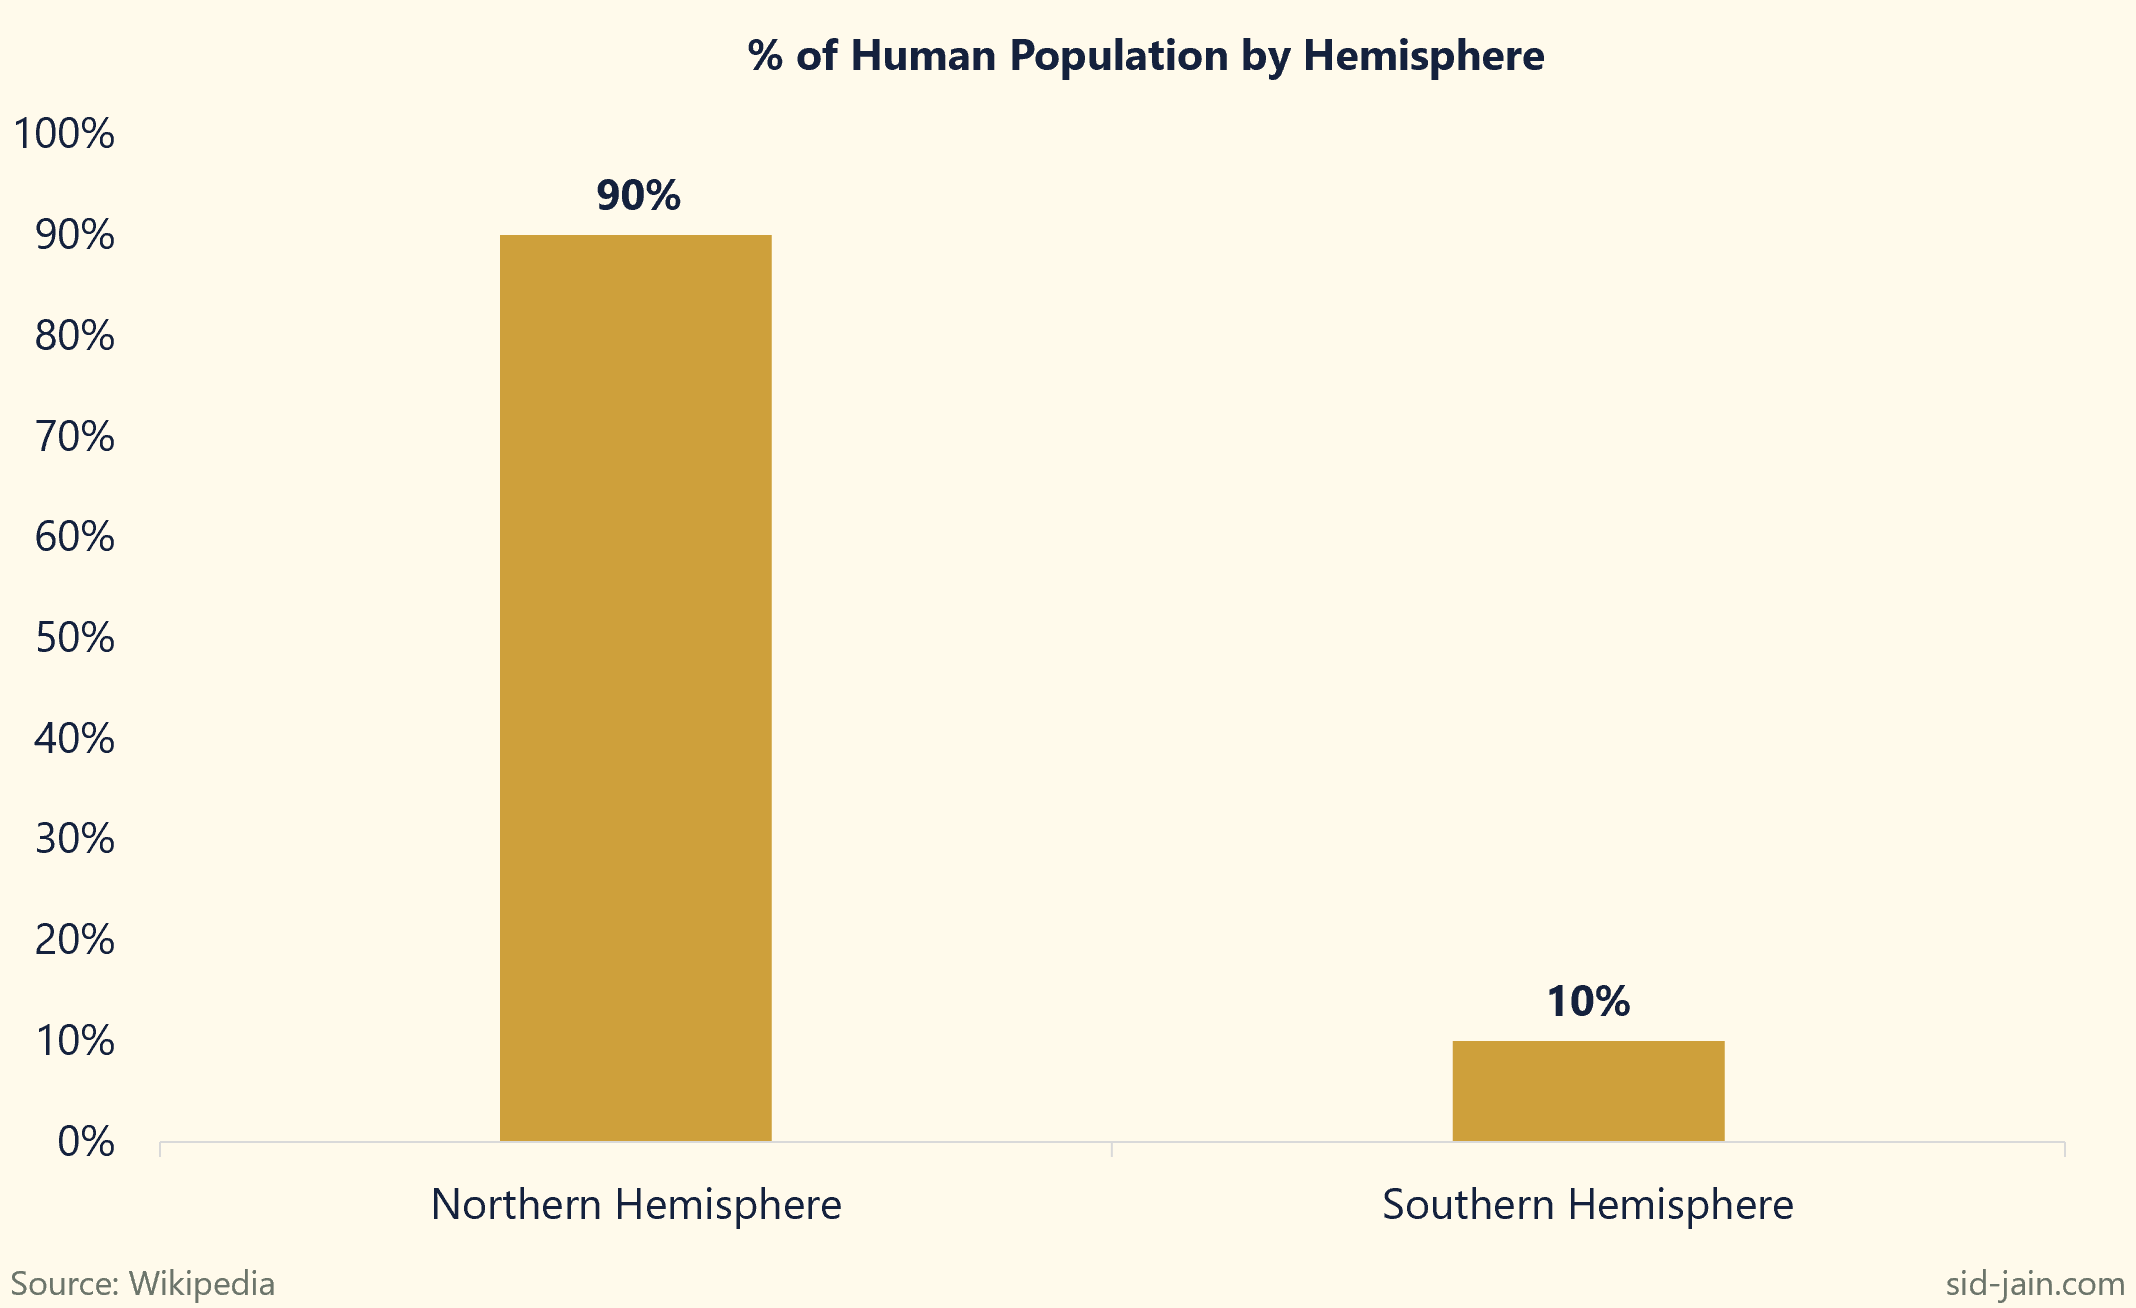 % of Human Population by Hemisphere
100%
90%
90%
80%
70%
60%
50%
40%
30%
20%
10%
10%
0%
Northern Hemisphere
Southern Hemisphere
Source: Wikipedia
sid-jain.com